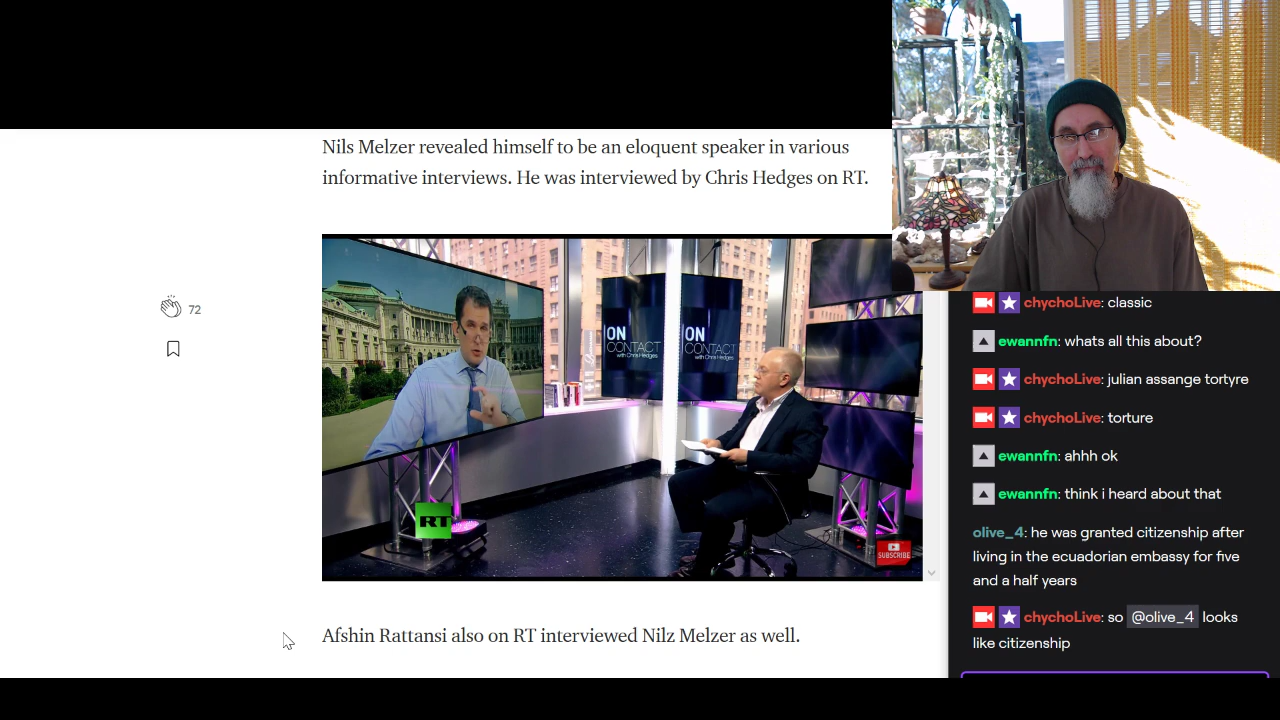 Nils Melzer revealed himself to be an eloquent speaker in various
informative interviews. He was interviewed by Chris Hedges on RT.
72
ON
CONTACT
with Chris Hedges
ON
CONTACT
with Chris Hedges
RT
SUBSCRIBE
Afshin Rattansi also on RT interviewed Nilz Melzer as well.
chychoLive: classic
ewannfn: whats all this about?
chychoLive: julian assange tortyre
chychoLive: torture
ewannfn: ahhh ok
ewannfn: think i heard about that
olive_4: he was granted citizenship after
living in the ecuadorian embassy for five
and a half years
chychoLive: so @olive_4 looks
like citizenship